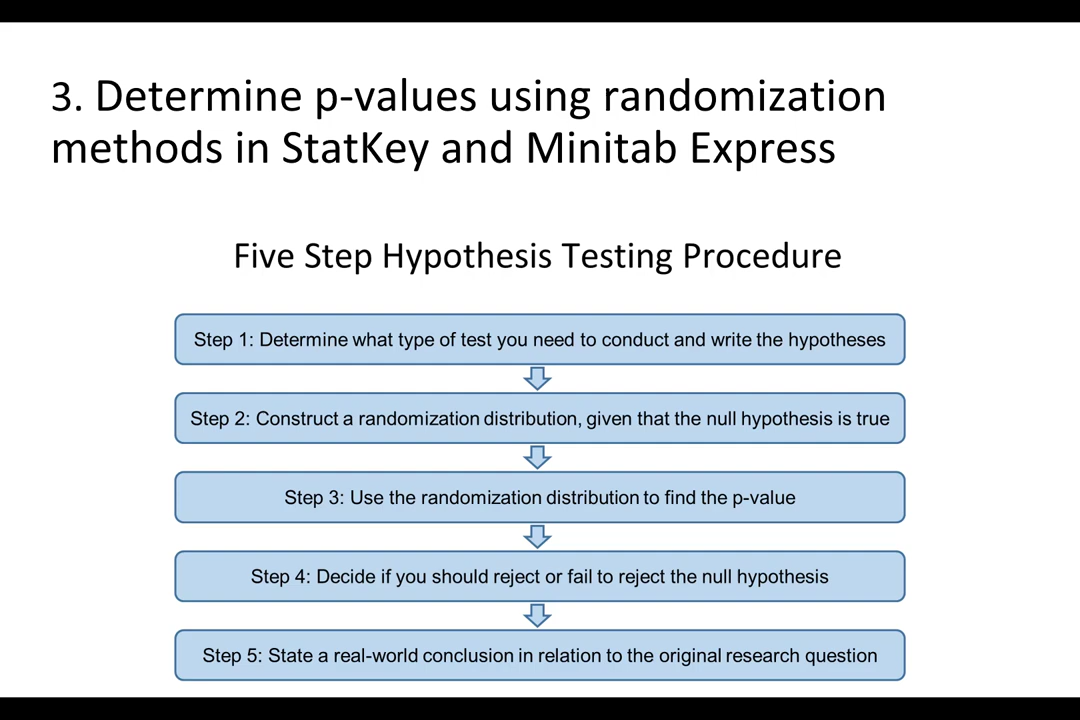 3. Determine p-values using randomization
methods in StatKey and Minitab Express
Five Step Hypothesis Testing Procedure
Step 1: Determine what type of test you need to conduct and write the hypotheses
Step 2: Construct a randomization distribution, given that the null hypothesis is true
Step 3: Use the randomization distribution to find the p-value
Step 4: Decide if you should reject or fail to reject the null hypothesis
Step 5: State a real-world conclusion in relation to the original research question